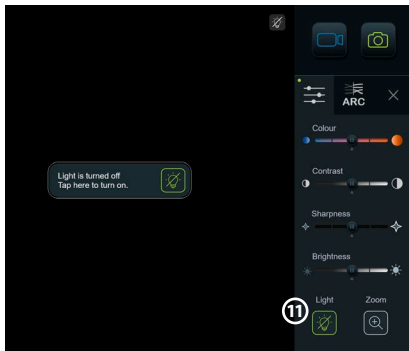 ARC
Colour
Light is turned off
Tap here to turn on.
Contrast
Sharpness
Brightness
11
Light
Zoom